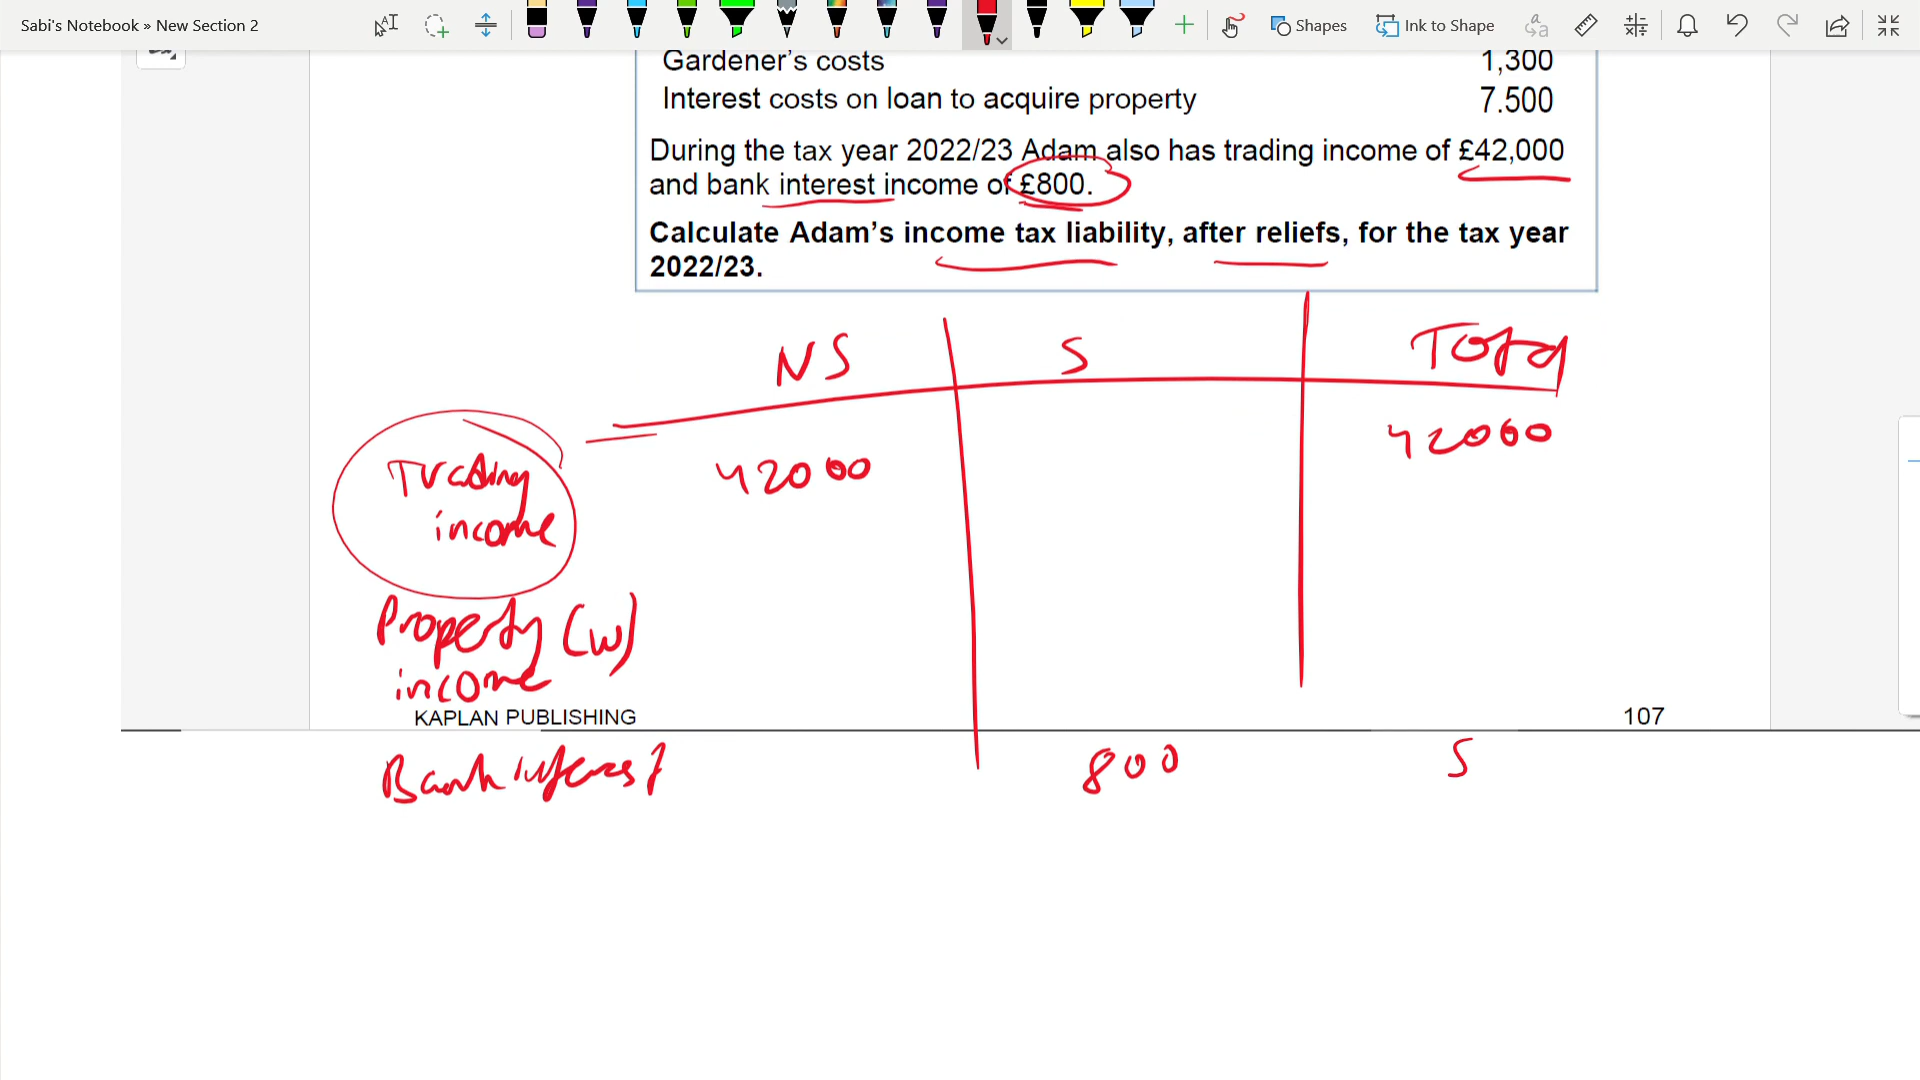 Sabi's Notebook » New Section 2
Shapes
Ink to Shape
Gardener's costs 1,300
Interest costs on loan to acquire property 7.500
During the tax year 2022/23 Adam also has trading income of £42,000
and bank interest income of £800.
Calculate Adam's income tax liability, after reliefs, for the tax year
2022/23.
NS S Total
Trading 42000 42000
income
Property (w)
income
KAPLAN PUBLISHING 107
Bank interest 800 S